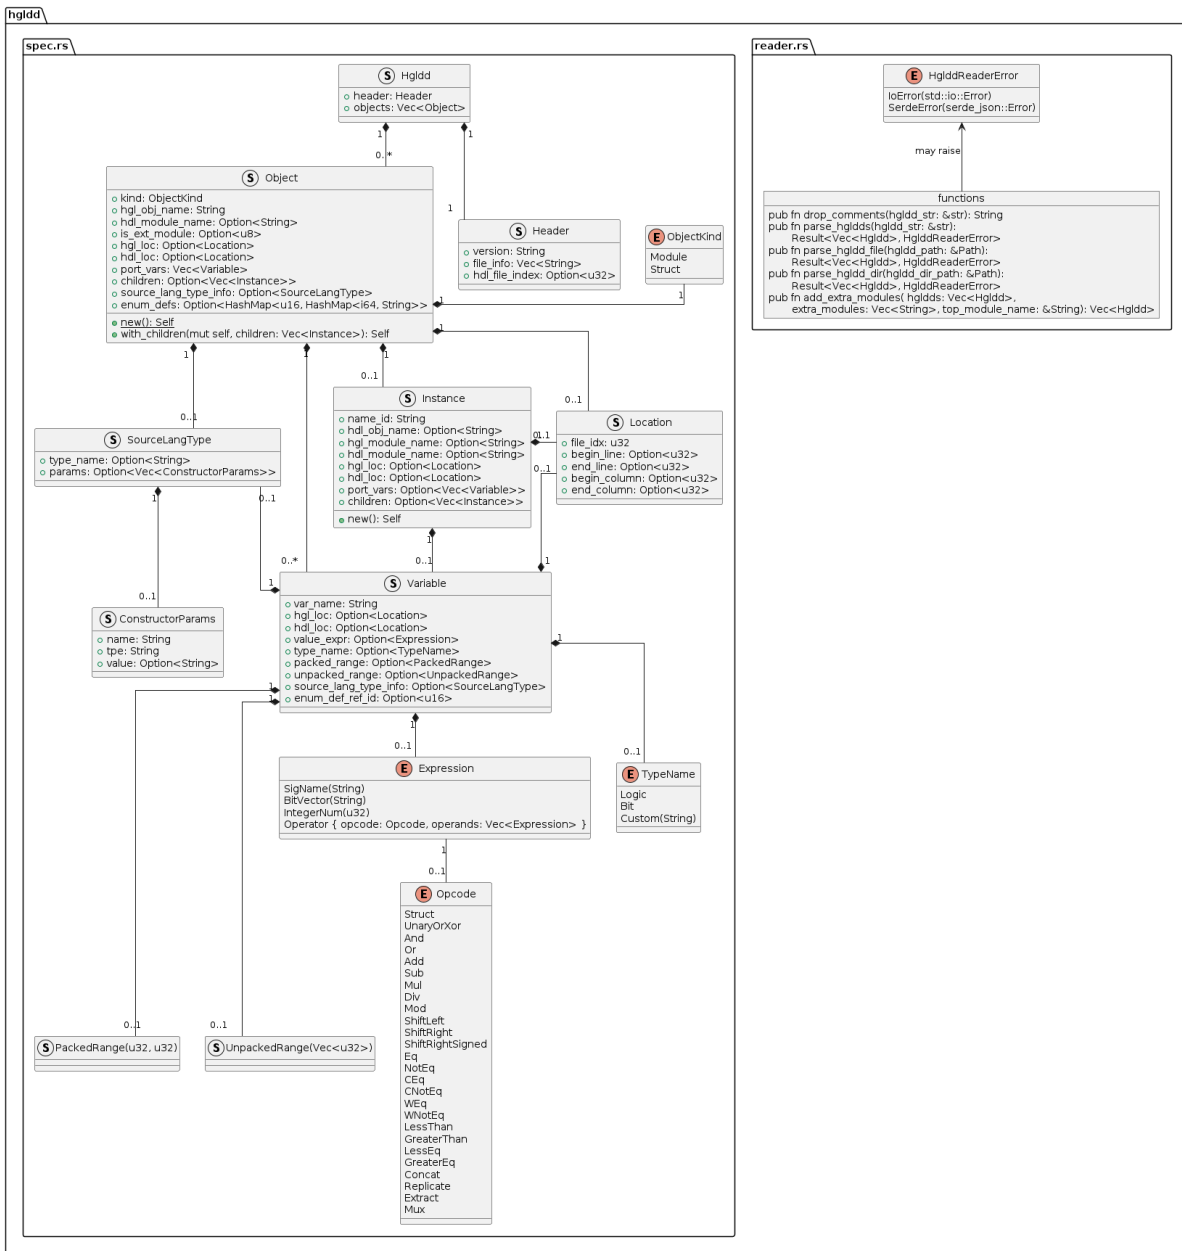 hgldd
spec.rs
S Hgldd
header: Header
objects: Vec<Object>
1
1
0..*
1
S Object
kind: ObjectKind
hgl_obj_name: String
hdl_module_name: Option<String>
is_ext_module: Option<u8>
hgl_loc: Option<Location>
hdl_loc: Option<Location>
port_vars: Vec<Variable>
children: Option<Vec<Instance>>
source_lang_type_info: Option<SourceLangType>
enum_defs: Option<HashMap<u16, HashMap<i64, String>>
new(): Self
with_children(mut self, children: Vec<Instance>): Self
S Header
version: String
file_info: Vec<String>
hdl_file_index: Option<u32>
E ObjectKind
Module
Struct
1
1
1
1
1
1
0..1
0..1
0..1
S Instance
name_id: String
hdl_obj_name: Option<String>
hgl_module_name: Option<String>
hdl_module_name: Option<String>
hgl_loc: Option<Location>
hdl_loc: Option<Location>
port_vars: Option<Vec<Variable>>
children: Option<Vec<Instance>>
new(): Self
S Location
file_idx: u32
begin_line: Option<u32>
end_line: Option<u32>
begin_column: Option<u32>
end_column: Option<u32>
0..1
S SourceLangType
type_name: Option<String>
params: Option<Vec<ConstructorParams>>
1
0..1
1
0..*
0..1
1
1
0..1
S ConstructorParams
name: String
tpe: String
value: Option<String>
S Variable
var_name: String
hgl_loc: Option<Location>
hdl_loc: Option<Location>
value_expr: Option<Expression>
type_name: Option<TypeName>
packed_range: Option<PackedRange>
unpacked_range: Option<UnpackedRange>
source_lang_type_info: Option<SourceLangType>
enum_def_ref_id: Option<u16>
1
1
1
1
0..1
0..1
E Expression
SigName(String)
BitVector(String)
IntegerNum(u32)
Operator { opcode: Opcode, operands: Vec<Expression> }
E TypeName
Logic
Bit
Custom(String)
1
0..1
E Opcode
Struct
UnaryOrXor
And
Or
Add
Sub
Mul
Div
Mod
ShiftLeft
ShiftRight
ShiftRightSigned
Eq
NotEq
CEq
CNotEq
WEq
WNotEq
LessThan
GreaterThan
LessEq
GreaterEq
Concat
Replicate
Extract
Mux
0..1
0..1
S PackedRange(u32, u32)
S UnpackedRange(Vec<u32>)
reader.rs
E HglddReaderError
IoError(std::io::Error)
SerdeError(serde_json::Error)
may raise
functions
pub fn drop_comments(hgldd_str: &str): String
pub fn parse_hgldds(hgldd_str: &str):
Result<Vec<Hgldd>, HglddReaderError>
pub fn parse_hgldd_file(hgldd_path: &Path):
Result<Vec<Hgldd>, HglddReaderError>
pub fn parse_hgldd_dir(hgldd_dir_path: &Path):
Result<Vec<Hgldd>, HglddReaderError>
pub fn add_extra_modules( hgldds: Vec<Hgldd>,
extra_modules: Vec<String>, top_module_name: &String): Vec<Hgldd>